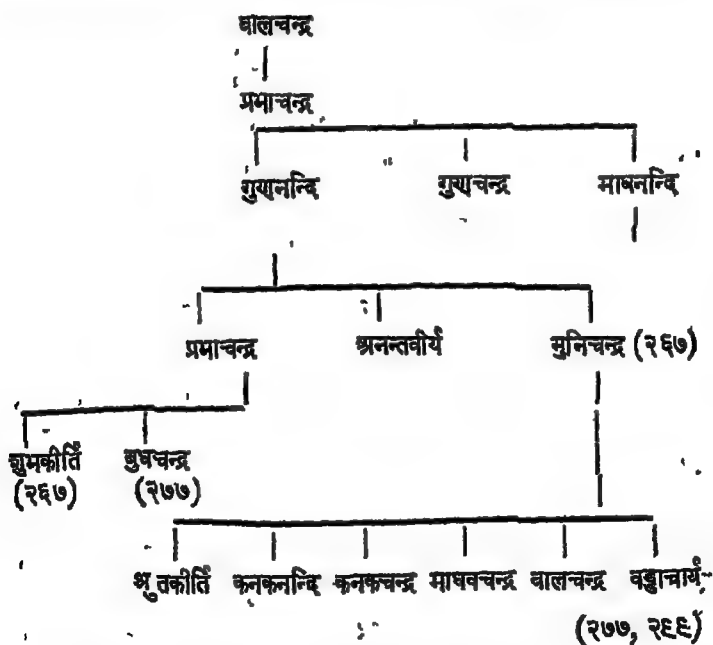 बालचन्द्र
प्रभाचन्द्र
गुणनन्दि गुणचन्द्र माघनन्दि
प्रभाचन्द्र अनन्तवीर्य मुनिचन्द्र (२६७)
शुभकीर्ति बुधचन्द्र
(२६७) (२७७)
श्रुतकीर्ति कनकनन्दि कनकचन्द्र माधवचन्द्र बालचन्द्र वड्डाचार्य
(२७७, २६६)